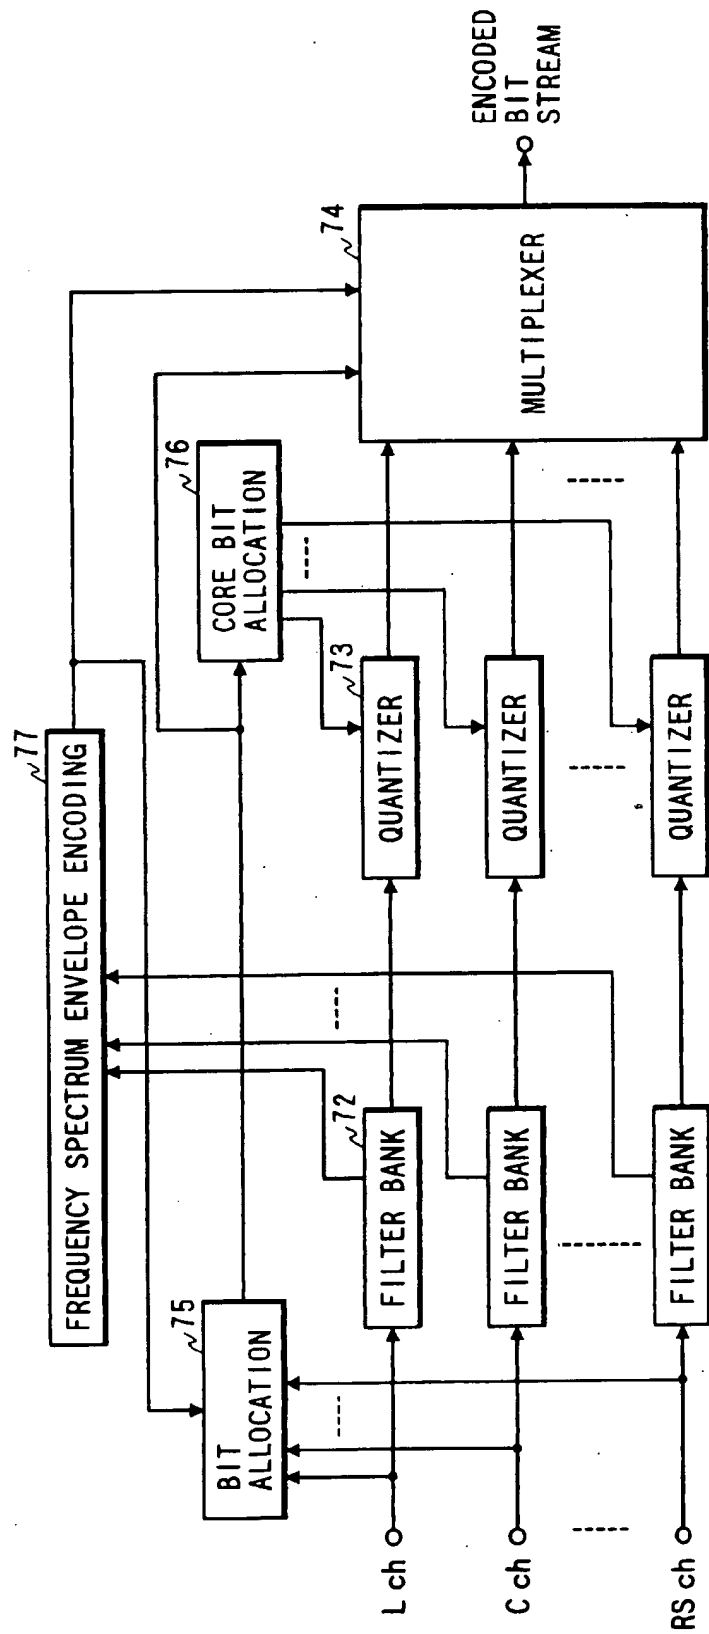 FREQUENCY SPECTRUM ENVELOPE ENCODING
77
BIT
ALLOCATION
75
CORE BIT
ALLOCATION
76
74
L ch
FILTER BANK
72
QUANTIZER
73
C ch
FILTER BANK
QUANTIZER
MULTIPLEXER
ENCODED
BIT
STREAM
RS ch
FILTER BANK
QUANTIZER